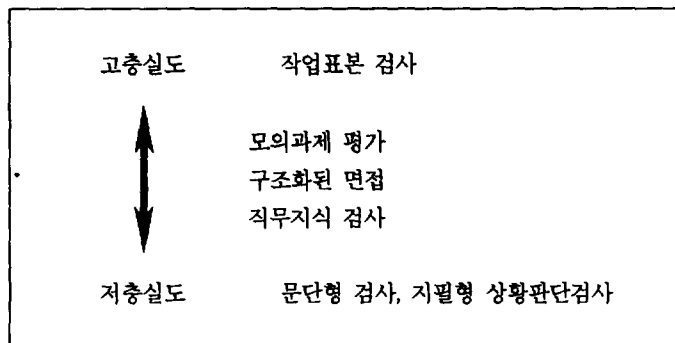 고충실도 작업표본 검사
모의과제 평가
구조화된 면접
직무지식 검사
저충실도 문단형 검사, 지필형 상황판단검사